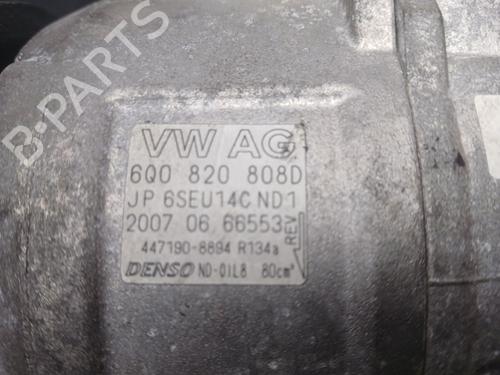 VW AG
6Q0 820 808D
JP 6SEU14C ND1
2007 06 66553
REV
447190-8894 R134a
DENSO ND-OIL8 80cm³
B-PARTS